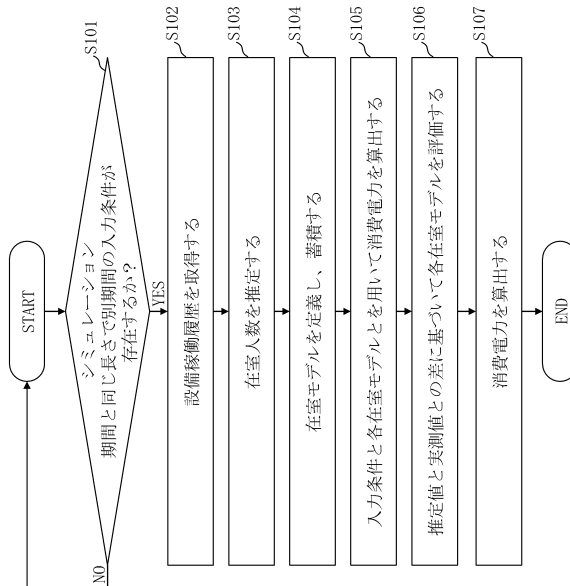 START
シミュレーション
期間と同じ長さで別期間の入力条件が
存在するか？
S101
NO
YES
設備稼働履歴を取得する
S102
在室人数を推定する
S103
在室モデルを定義し、蓄積する
S104
入力条件と各在室モデルとを用いて消費電力を算出する
S105
推定値と実測値との差に基づいて各在室モデルを評価する
S106
消費電力を算出する
S107
END